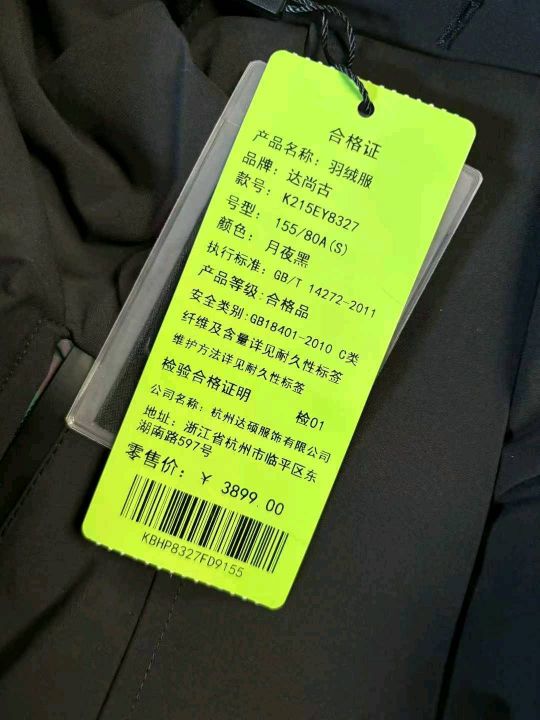 合格证
产品名称：羽绒服
品牌：达尚古
款号：K215EY8327
号型：155/80A(S)
颜色：月夜黑
执行标准：GB/T 14272-2011
产品等级:合格品
安全类别:GB18401-2010 C类
纤维及含量详见耐久性标签
维护方法详见耐久性标签
检验合格证明 检01
公司名称：杭州达硕服饰有限公司
地址：浙江省杭州市临平区东
湖南路597号
零售价：￥ 3899.00
KBHP8327FD9155